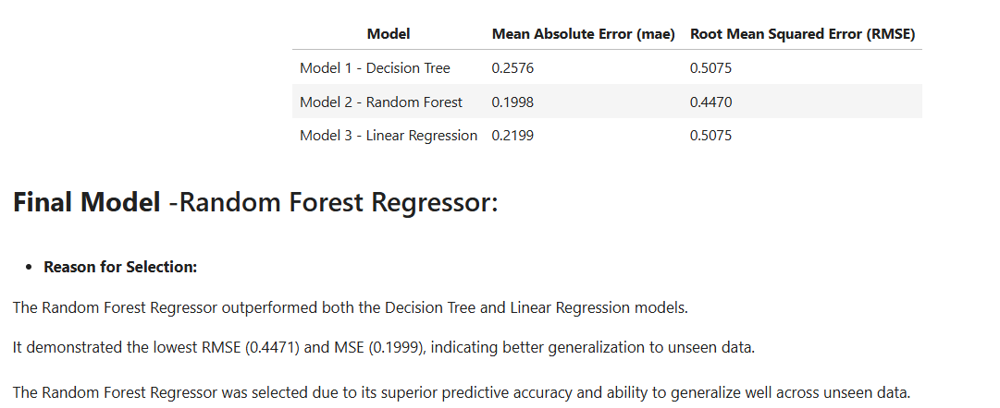 Model Mean Absolute Error (mae) Root Mean Squared Error (RMSE)
Model 1 - Decision Tree 0.2576 0.5075
Model 2 - Random Forest 0.1998 0.4470
Model 3 - Linear Regression 0.2199 0.5075
Final Model -Random Forest Regressor:
• Reason for Selection:
The Random Forest Regressor outperformed both the Decision Tree and Linear Regression models.
It demonstrated the lowest RMSE (0.4471) and MSE (0.1999), indicating better generalization to unseen data.
The Random Forest Regressor was selected due to its superior predictive accuracy and ability to generalize well across unseen data.